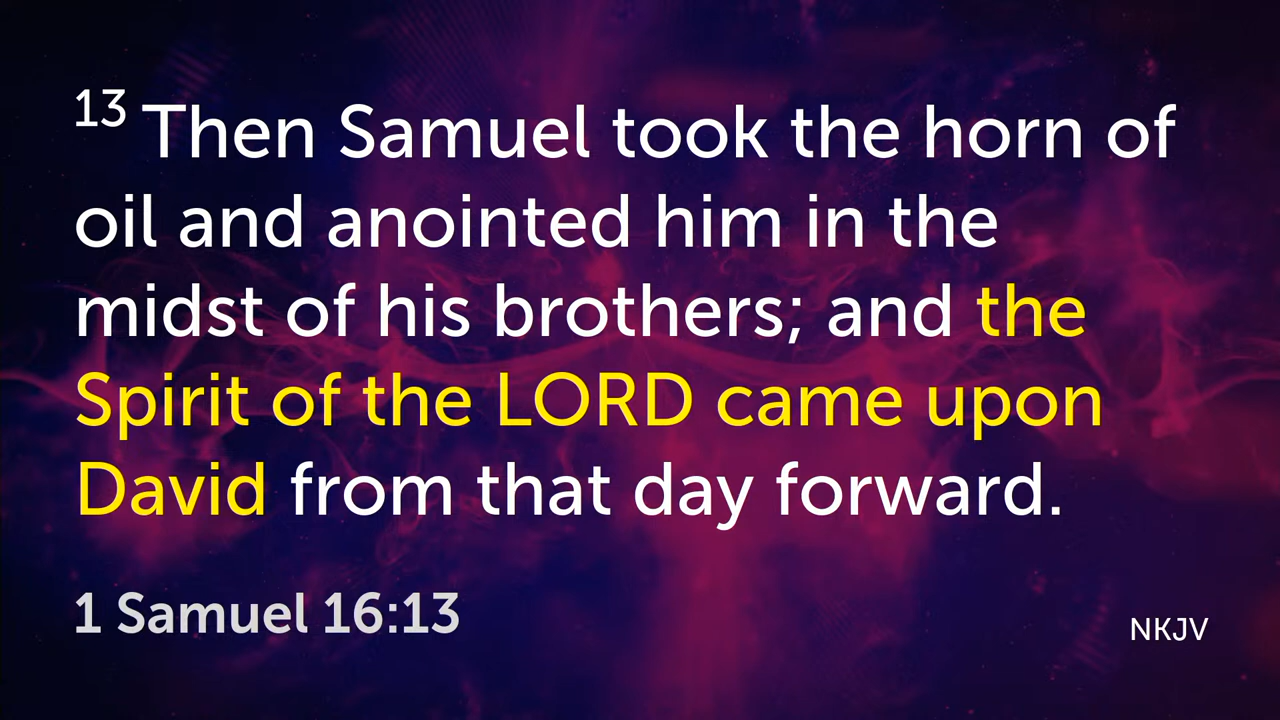 13 Then Samuel took the horn of
oil and anointed him in the
midst of his brothers; and the
Spirit of the LORD came upon
David from that day forward.
1 Samuel 16:13
NKJV